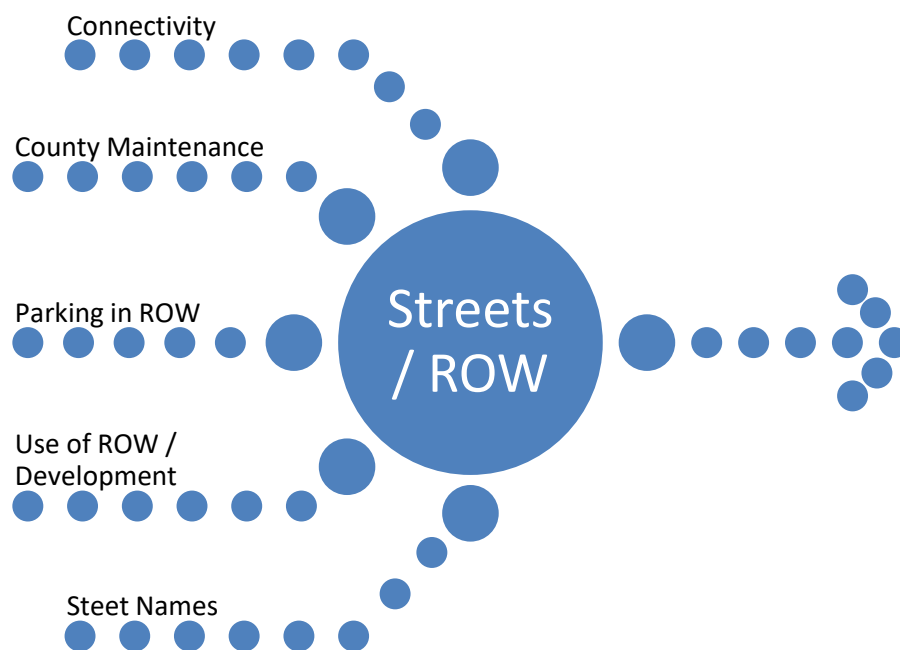 Connectivity
County Maintenance
Parking in ROW
Streets
/ ROW
Use of ROW /
Development
Steet Names